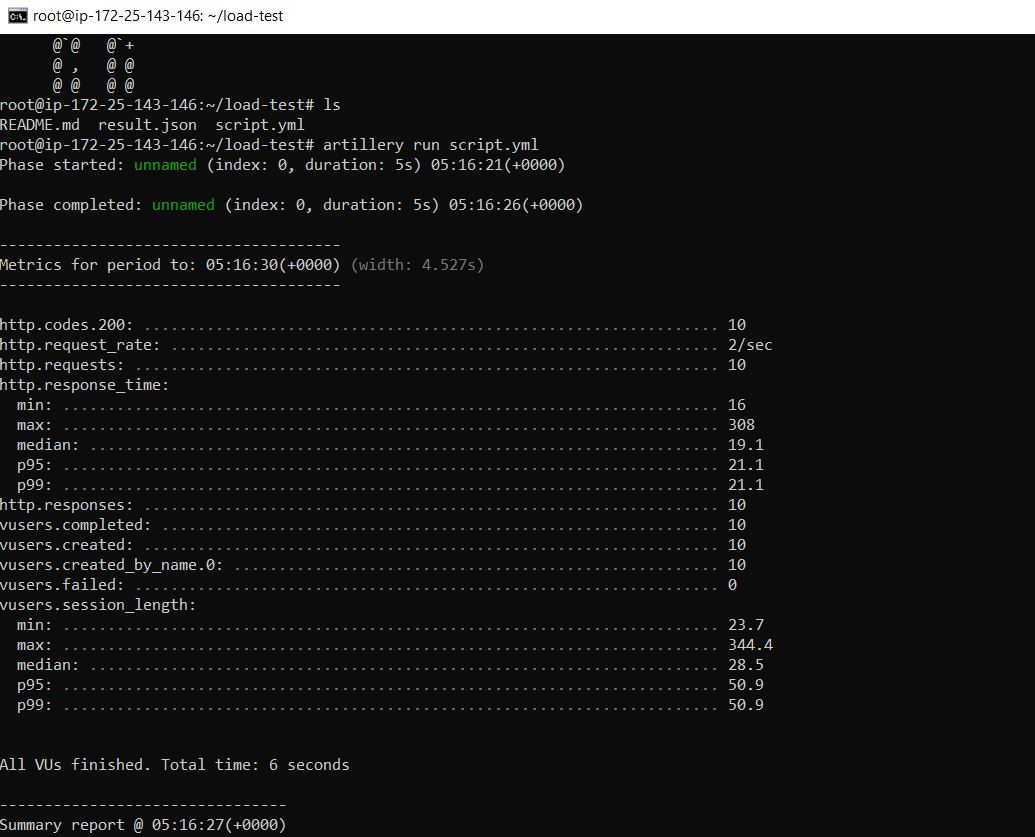 root@ip-172-25-143-146: ~/load-test
@`@   @`+
@ ,   @ @
@ @   @ @
root@ip-172-25-143-146:~/load-test# ls
README.md  result.json  script.yml
root@ip-172-25-143-146:~/load-test# artillery run script.yml
Phase started: unnamed (index: 0, duration: 5s) 05:16:21(+0000)
Phase completed: unnamed (index: 0, duration: 5s) 05:16:26(+0000)
--------------------------------------
Metrics for period to: 05:16:30(+0000) (width: 4.527s)
--------------------------------------
http.codes.200: ................................................................ 10
http.request_rate: ............................................................. 2/sec
http.requests: ................................................................. 10
http.response_time:
  min: ......................................................................... 16
  max: ......................................................................... 308
  median: ...................................................................... 19.1
  p95: ......................................................................... 21.1
  p99: ......................................................................... 21.1
http.responses: ................................................................ 10
vusers.completed: .............................................................. 10
vusers.created: ................................................................ 10
vusers.created_by_name.0: ...................................................... 10
vusers.failed: ................................................................. 0
vusers.session_length:
  min: ......................................................................... 23.7
  max: ......................................................................... 344.4
  median: ...................................................................... 28.5
  p95: ......................................................................... 50.9
  p99: ......................................................................... 50.9
All VUs finished. Total time: 6 seconds
--------------------------------
Summary report @ 05:16:27(+0000)